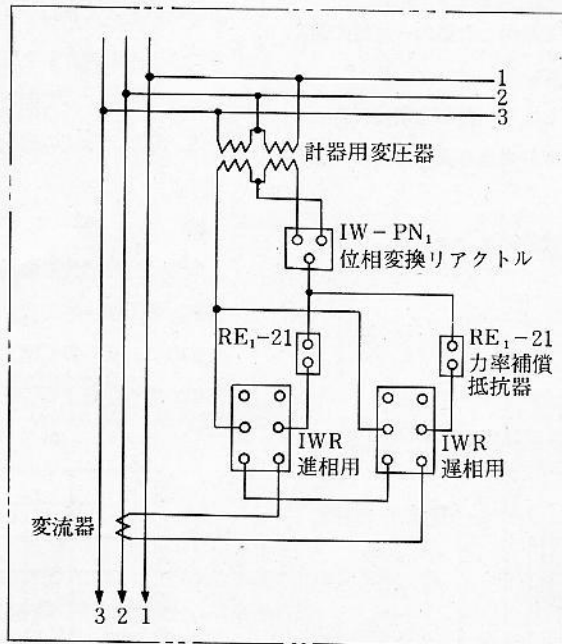 1
2
3
計器用変圧器
IW-PN₁
位相変換リアクトル
RE₁-21
RE₁-21
力率補償
抵抗器
IWR
進相用
IWR
遅相用
変流器
3 2 1